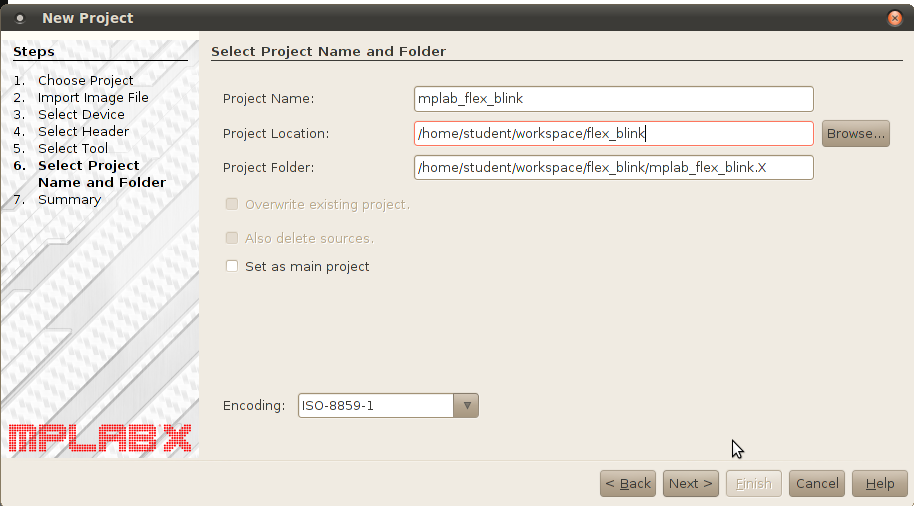 New Project
Steps
1. Choose Project
2. Import Image File
3. Select Device
4. Select Header
5. Select Tool
6. Select Project
Name and Folder
7. Summary
MPLAB X
Select Project Name and Folder
Project Name: mplab_flex_blink
Project Location: /home/student/workspace/flex_blink Browse...
Project Folder: /home/student/workspace/flex_blink/mplab_flex_blink.X
Overwrite existing project.
Also delete sources.
Set as main project
Encoding: ISO-8859-1
< Back Next > Finish Cancel Help